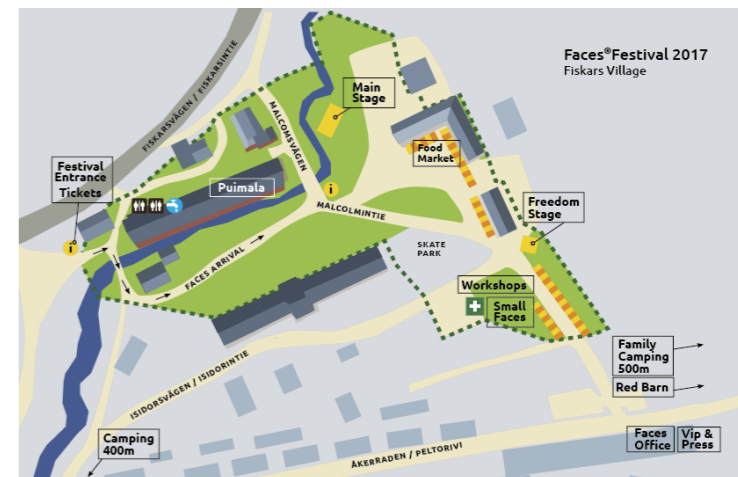 Faces®Festival 2017
Fiskars Village
FISKARSVÄGEN / FISKARSINTIE
Main
Stage
MALCOMSVÄGEN
Food
Market
Festival
Entrance
Tickets
Puimala
i
i
MALCOLMINTIE
Freedom
Stage
FACES ARRIVAL
SKATE
PARK
Workshops
Small
Faces
Family
Camping
500m
Red Barn
ISIDORSVÄGEN / ISIDORINTIE
Camping
400m
Faces
Office
Vip &
Press
ÅKERRADEN / PELTORIVI